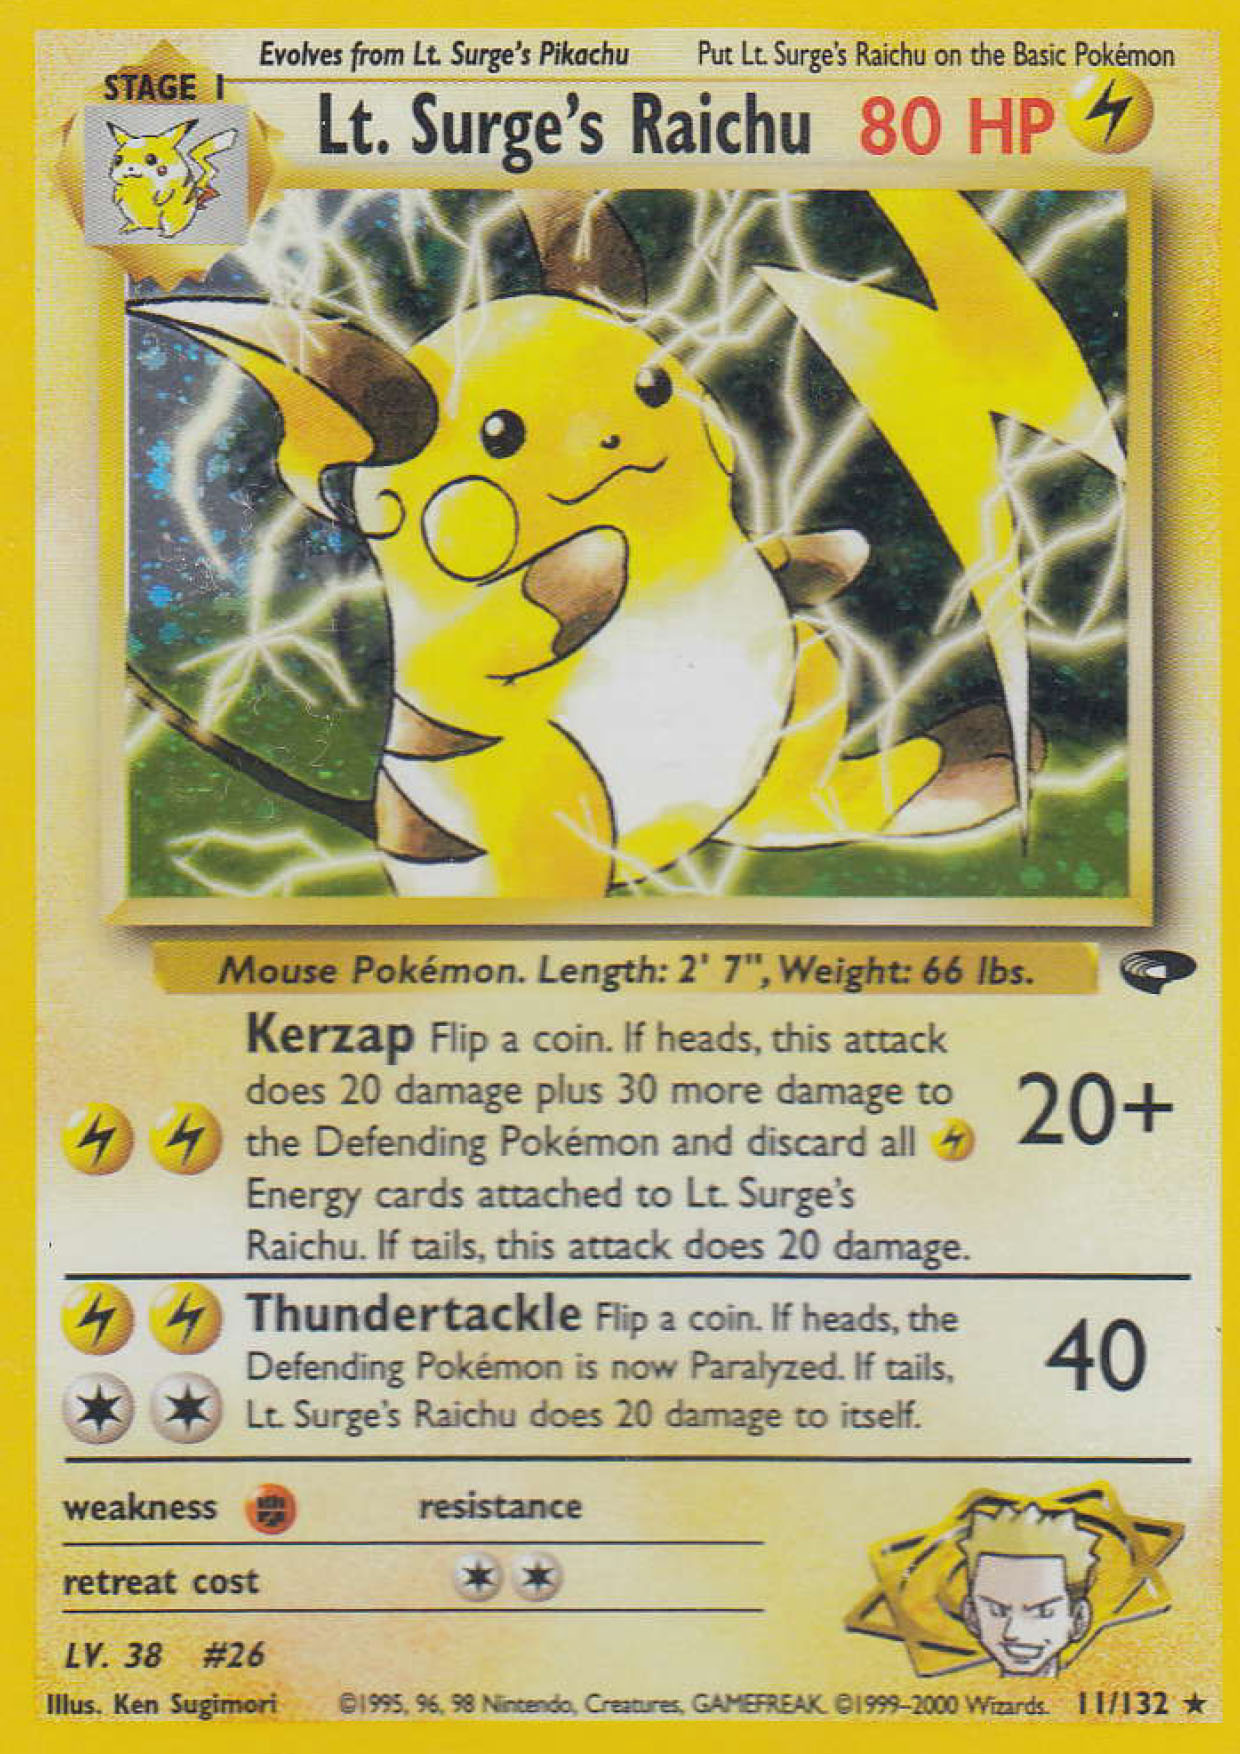 Evolves from Lt. Surge's Pikachu Put Lt. Surge's Raichu on the Basic Pokémon
STAGE 1
Lt. Surge's Raichu 80 HP
Mouse Pokémon. Length: 2' 7", Weight: 66 lbs.
Kerzap Flip a coin. If heads, this attack
does 20 damage plus 30 more damage to
the Defending Pokémon and discard all
Energy cards attached to Lt. Surge's
Raichu. If tails, this attack does 20 damage.
20+
Thundertackle Flip a coin. If heads, the
Defending Pokémon is now Paralyzed. If tails,
Lt. Surge's Raichu does 20 damage to itself.
40
weakness resistance
retreat cost
LV. 38 #26
Illus. Ken Sugimori ©1995, 96, 98 Nintendo, Creatures, GAMEFREAK. ©1999–2000 Wizards. 11/132 ★